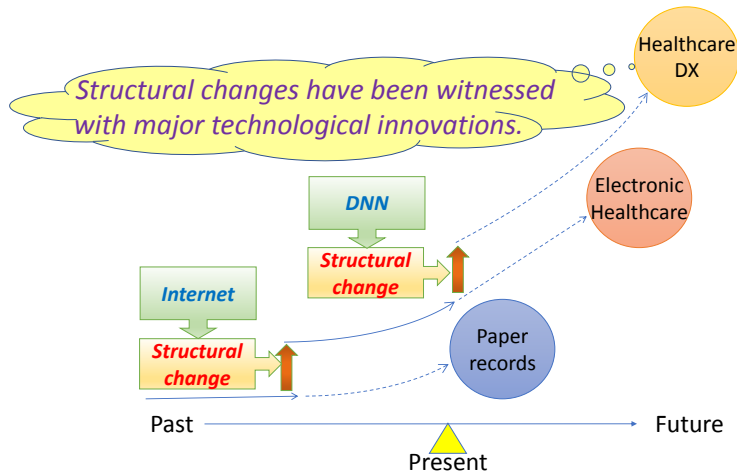 Healthcare
DX
Structural changes have been witnessed
with major technological innovations.
Electronic
Healthcare
DNN
Structural
change
Internet
Structural
change
Paper
records
Past
Future
Present